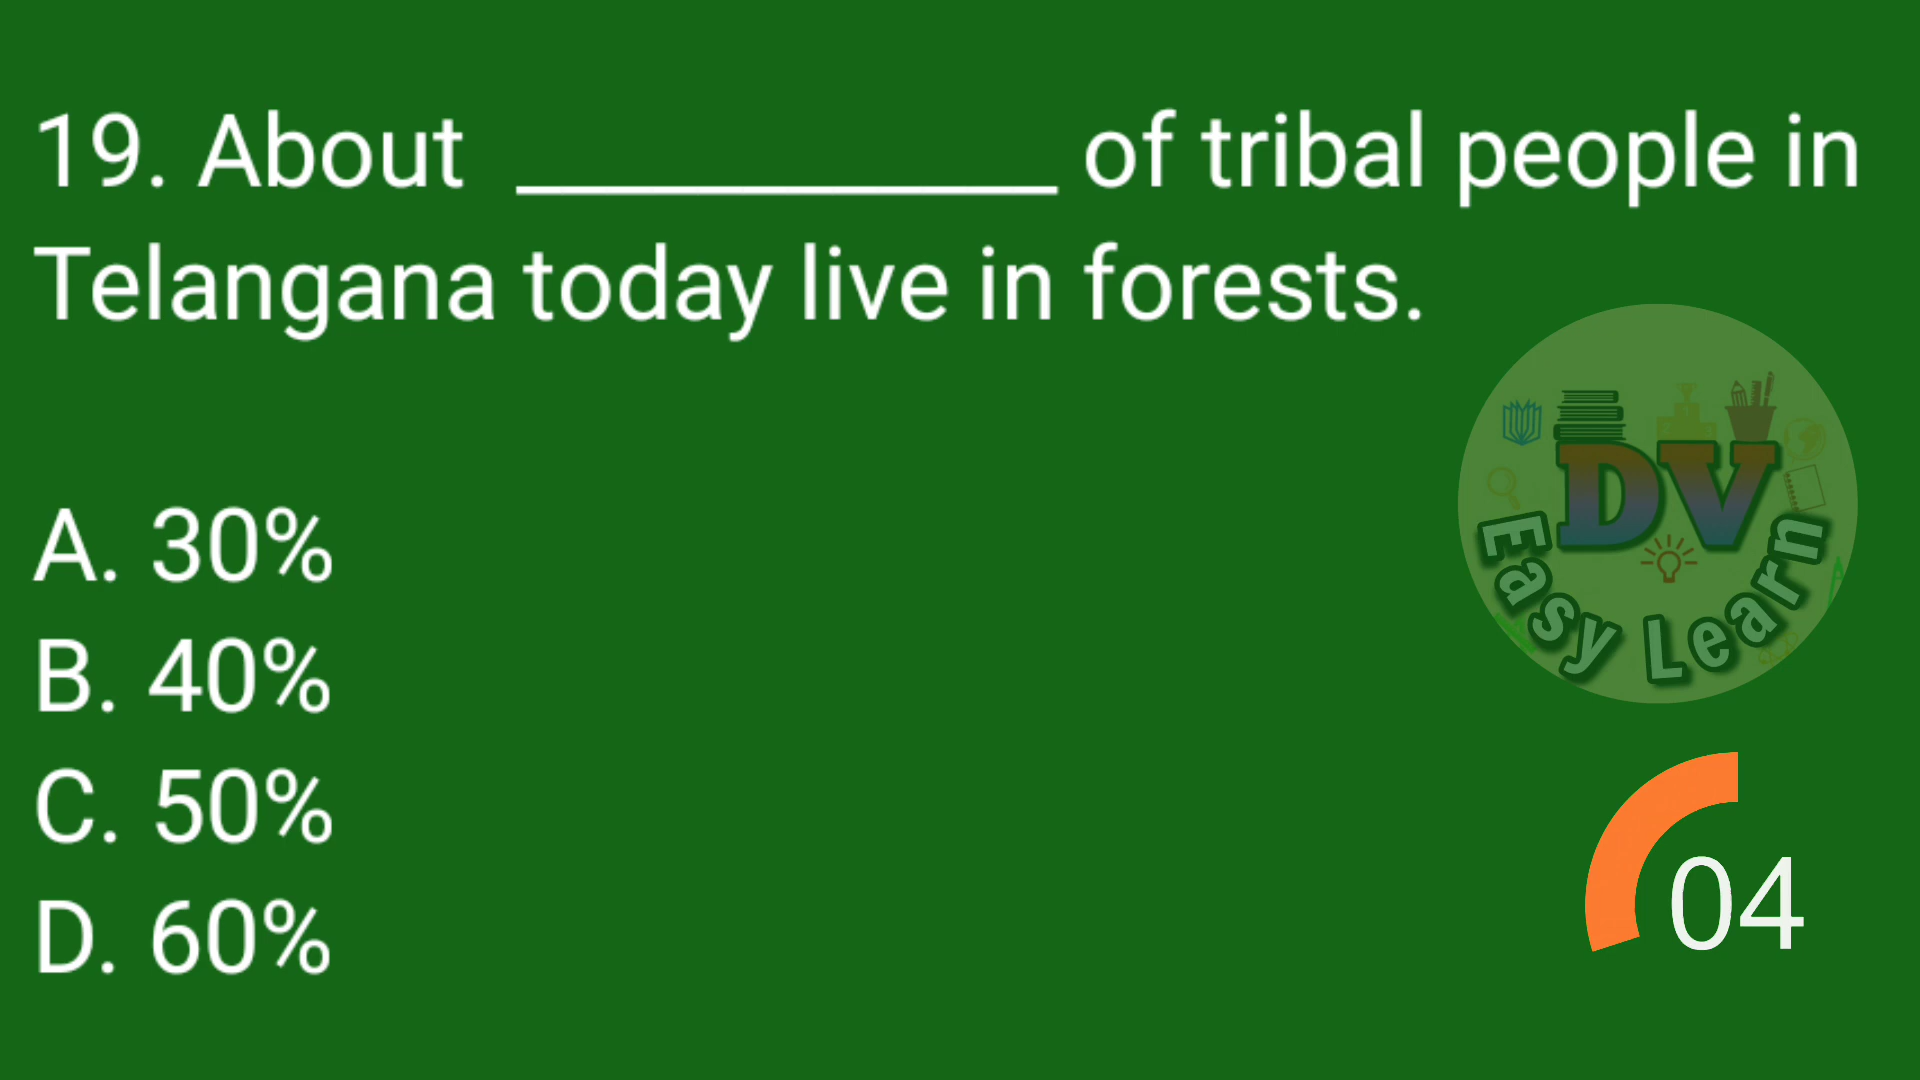 19. About ____________ of tribal people in
Telangana today live in forests.
A. 30%
B. 40%
C. 50%
D. 60%
DV
Easy Learn
04